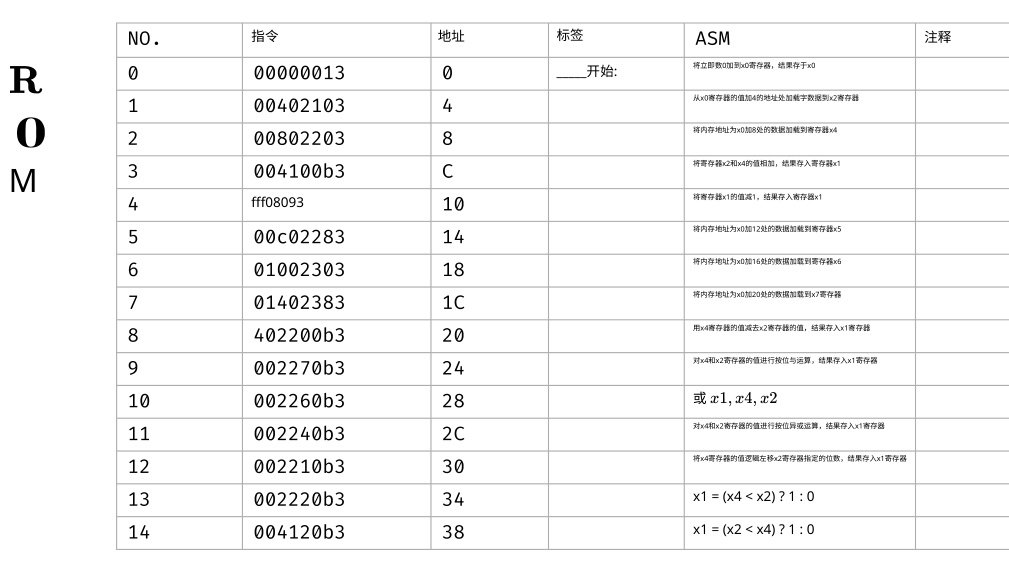 R
O
M
NO. 指令 地址 标签 ASM 注释
0 00000013 0 ____开始: 将立即数0加到x0寄存器，结果存于x0
1 00402103 4 从x0寄存器的值加4的地址处加载字数据到x2寄存器
2 00802203 8 将内存地址为x0加8处的数据加载到寄存器x4
3 004100b3 C 将寄存器x2和x4的值相加，结果存入寄存器x1
4 fff08093 10 将寄存器x1的值减1，结果存入寄存器x1
5 00c02283 14 将内存地址为x0加12处的数据加载到寄存器x5
6 01002303 18 将内存地址为x0加16处的数据加载到寄存器x6
7 01402383 1C 将内存地址为x0加20处的数据加载到x7寄存器
8 402200b3 20 用x4寄存器的值减去x2寄存器的值，结果存入x1寄存器
9 002270b3 24 对x4和x2寄存器的值进行按位与运算，结果存入x1寄存器
10 002260b3 28 或 x1, x4, x2
11 002240b3 2C 对x4和x2寄存器的值进行按位异或运算，结果存入x1寄存器
12 002210b3 30 将x4寄存器的值逻辑左移x2寄存器指定的位数，结果存入x1寄存器
13 002220b3 34 x1 = (x4 < x2) ? 1 : 0
14 004120b3 38 x1 = (x2 < x4) ? 1 : 0